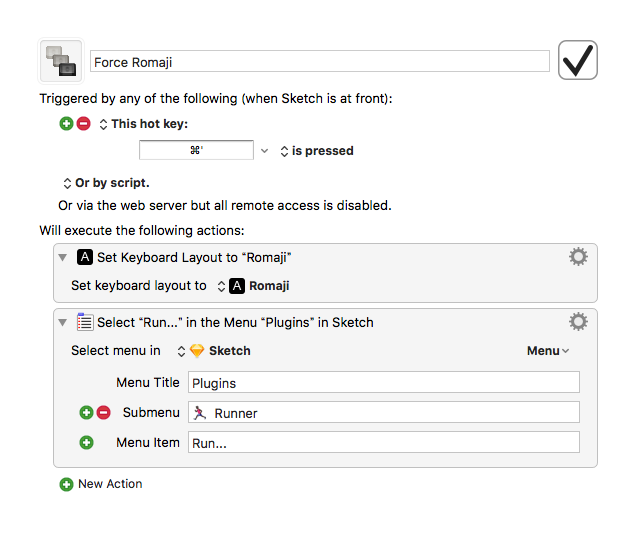 Force Romaji
Triggered by any of the following (when Sketch is at front):
This hot key:
⌘' is pressed
Or by script.
Or via the web server but all remote access is disabled.
Will execute the following actions:
A Set Keyboard Layout to “Romaji”
Set keyboard layout to A Romaji
Select “Run...” in the Menu “Plugins” in Sketch
Select menu in Sketch Menu
Menu Title Plugins
Submenu Runner
Menu Item Run...
New Action